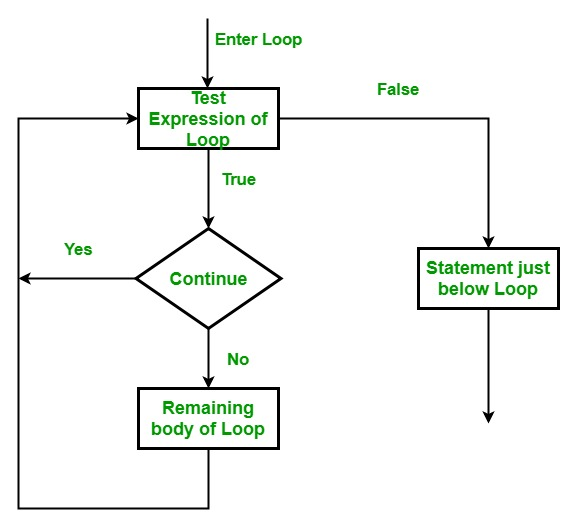 Enter Loop
Test
Expression of
Loop
False
True
Yes
Continue
Statement just
below Loop
No
Remaining
body of Loop